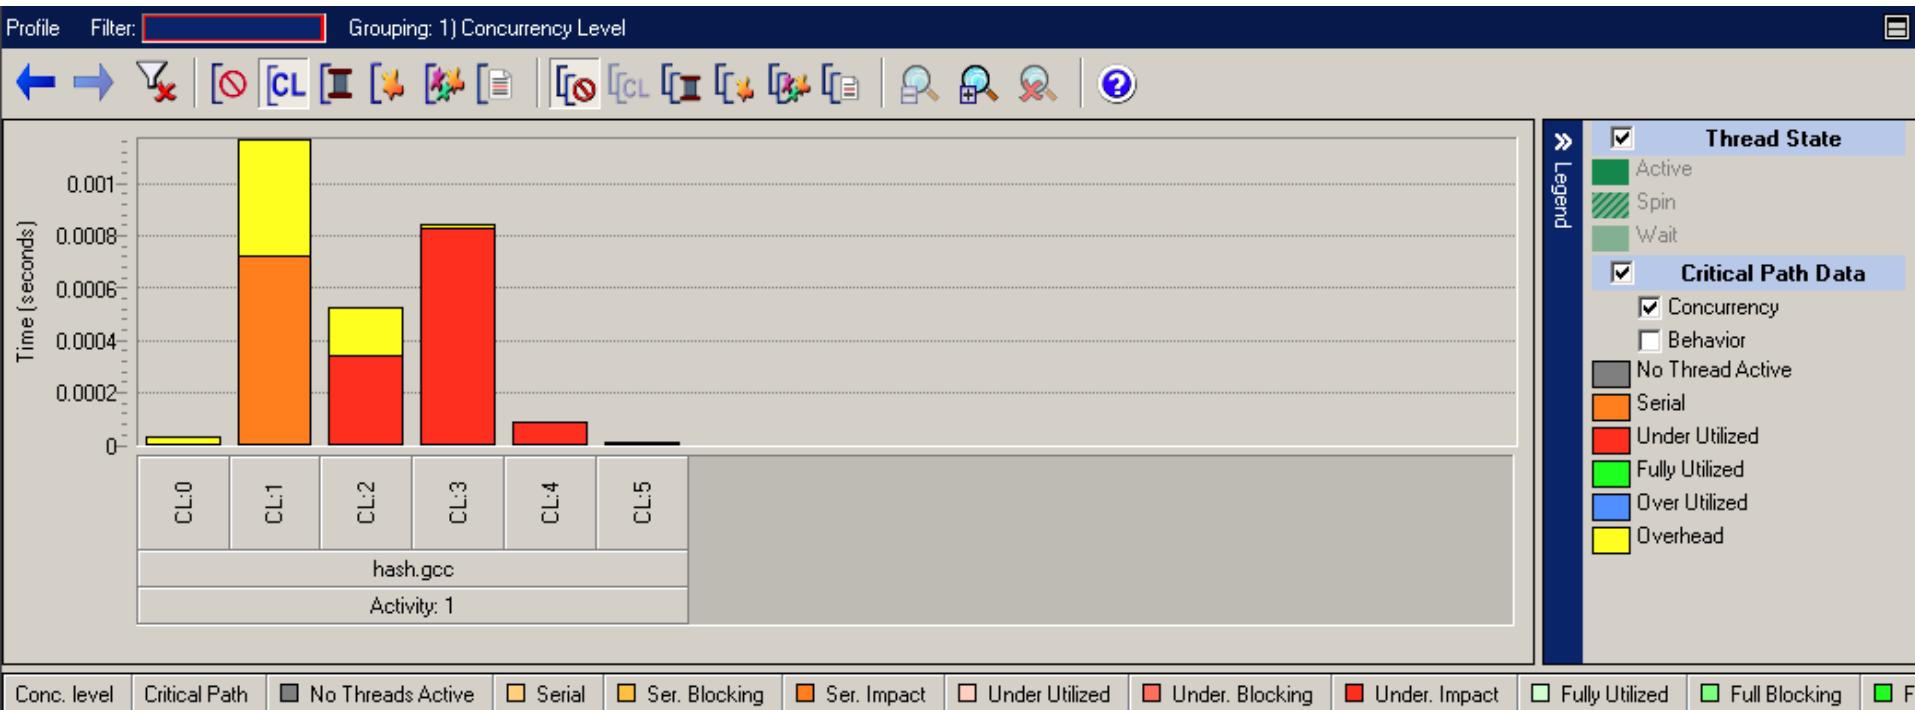 Profile Filter: Grouping: 1) Concurrency Level
CL CL
Time (seconds)
0.001
0.0008
0.0006
0.0004
0.0002
0
CL:0 CL:1 CL:2 CL:3 CL:4 CL:5
hash.gcc
Activity: 1
Legend
Thread State
Active
Spin
Wait
Critical Path Data
Concurrency
Behavior
No Thread Active
Serial
Under Utilized
Fully Utilized
Over Utilized
Overhead
Conc. level Critical Path No Threads Active Serial Ser. Blocking Ser. Impact Under Utilized Under. Blocking Under. Impact Fully Utilized Full Blocking F